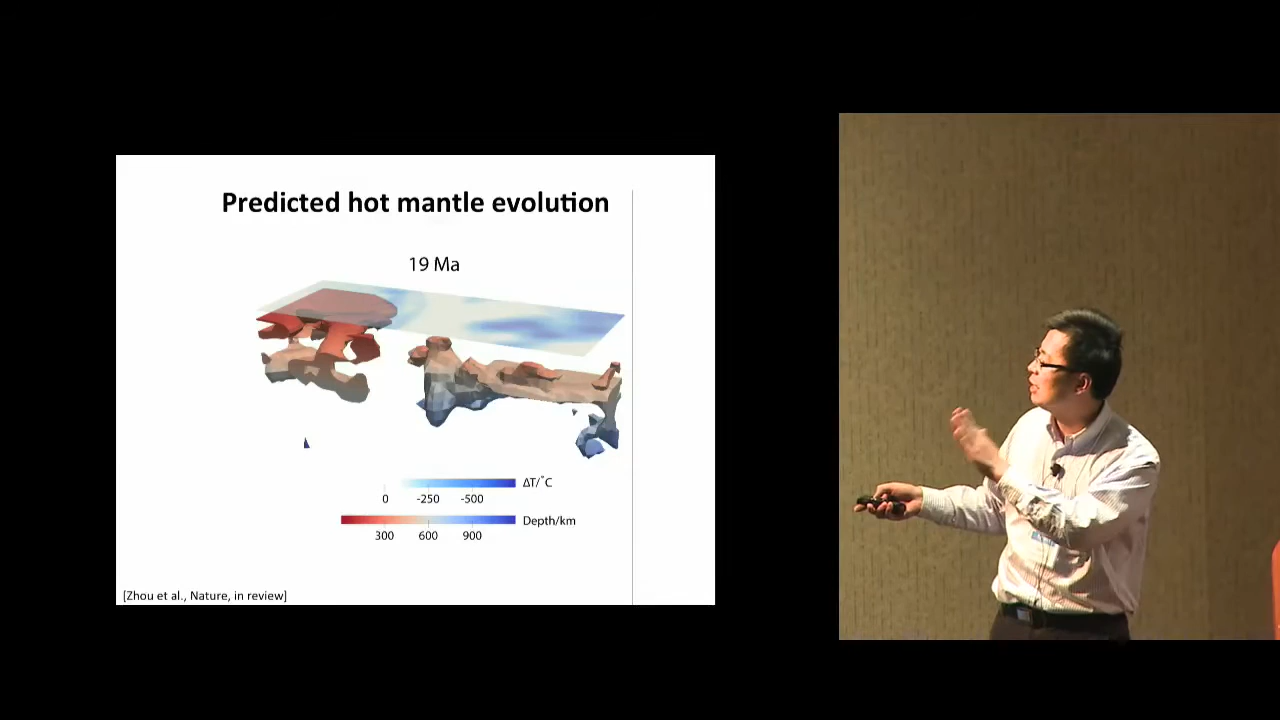 Predicted hot mantle evolution
19 Ma
ΔT/°C
0 -250 -500
Depth/km
300 600 900
[Zhou et al., Nature, in review]